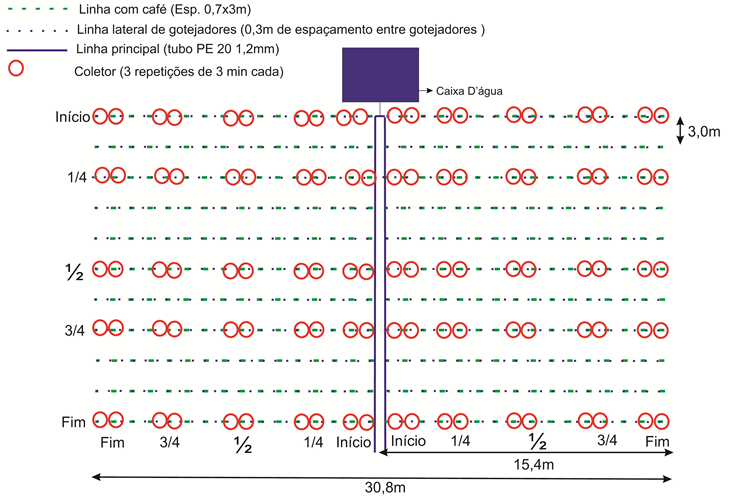 Linha com café (Esp. 0,7x3m)
Linha lateral de gotejadores (0,3m de espaçamento entre gotejadores )
Linha principal (tubo PE 20 1,2mm)
Coletor (3 repetições de 3 min cada)
Caixa D'água
Início
3,0m
1/4
½
3/4
Fim
Fim 3/4 ½ 1/4 Início Início 1/4 ½ 3/4 Fim
15,4m
30,8m